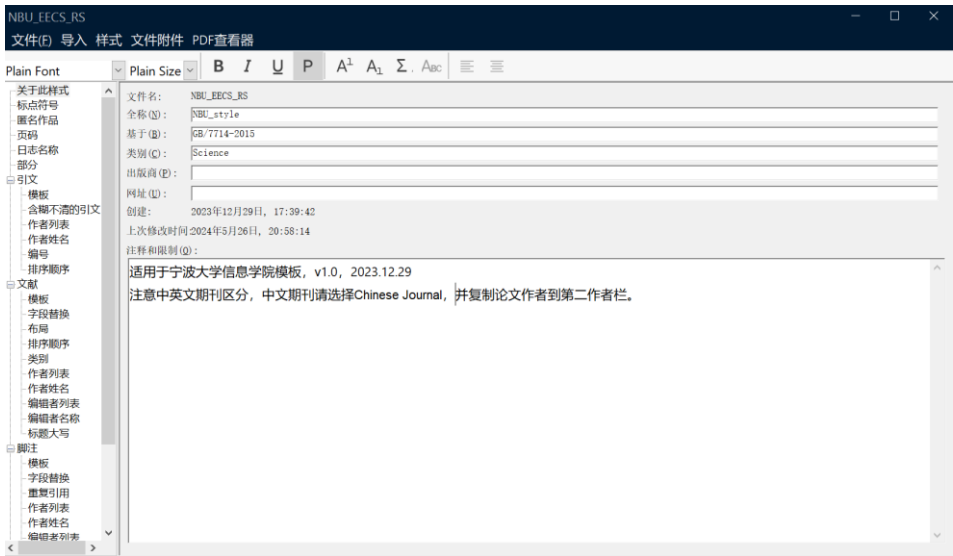 NBU_EECS_RS
文件(F) 导入 样式 文件附件 PDF查看器
Plain Font Plain Size B I U P A¹ A₁ Σ ABC
关于此样式
标点符号
匿名作品
页码
日志名称
部分
引文
模板
含糊不清的引文
作者列表
作者姓名
编号
排序顺序
文献
模板
字段替换
布局
排序顺序
类别
作者列表
作者姓名
编辑者列表
编辑者名称
标题大写
脚注
模板
字段替换
重复引用
作者列表
作者姓名
编辑者列表
文件名: NBU_EECS_RS
全称(N): NBU_style
基于(B): GB/7714-2015
类别(C): Science
出版商(P):
网址(U):
创建: 2023年12月29日, 17:39:42
上次修改时间:2024年5月26日, 20:58:14
注释和限制(O):
适用于宁波大学信息学院模板，v1.0，2023.12.29
注意中英文期刊区分，中文期刊请选择Chinese Journal，并复制论文作者到第二作者栏。